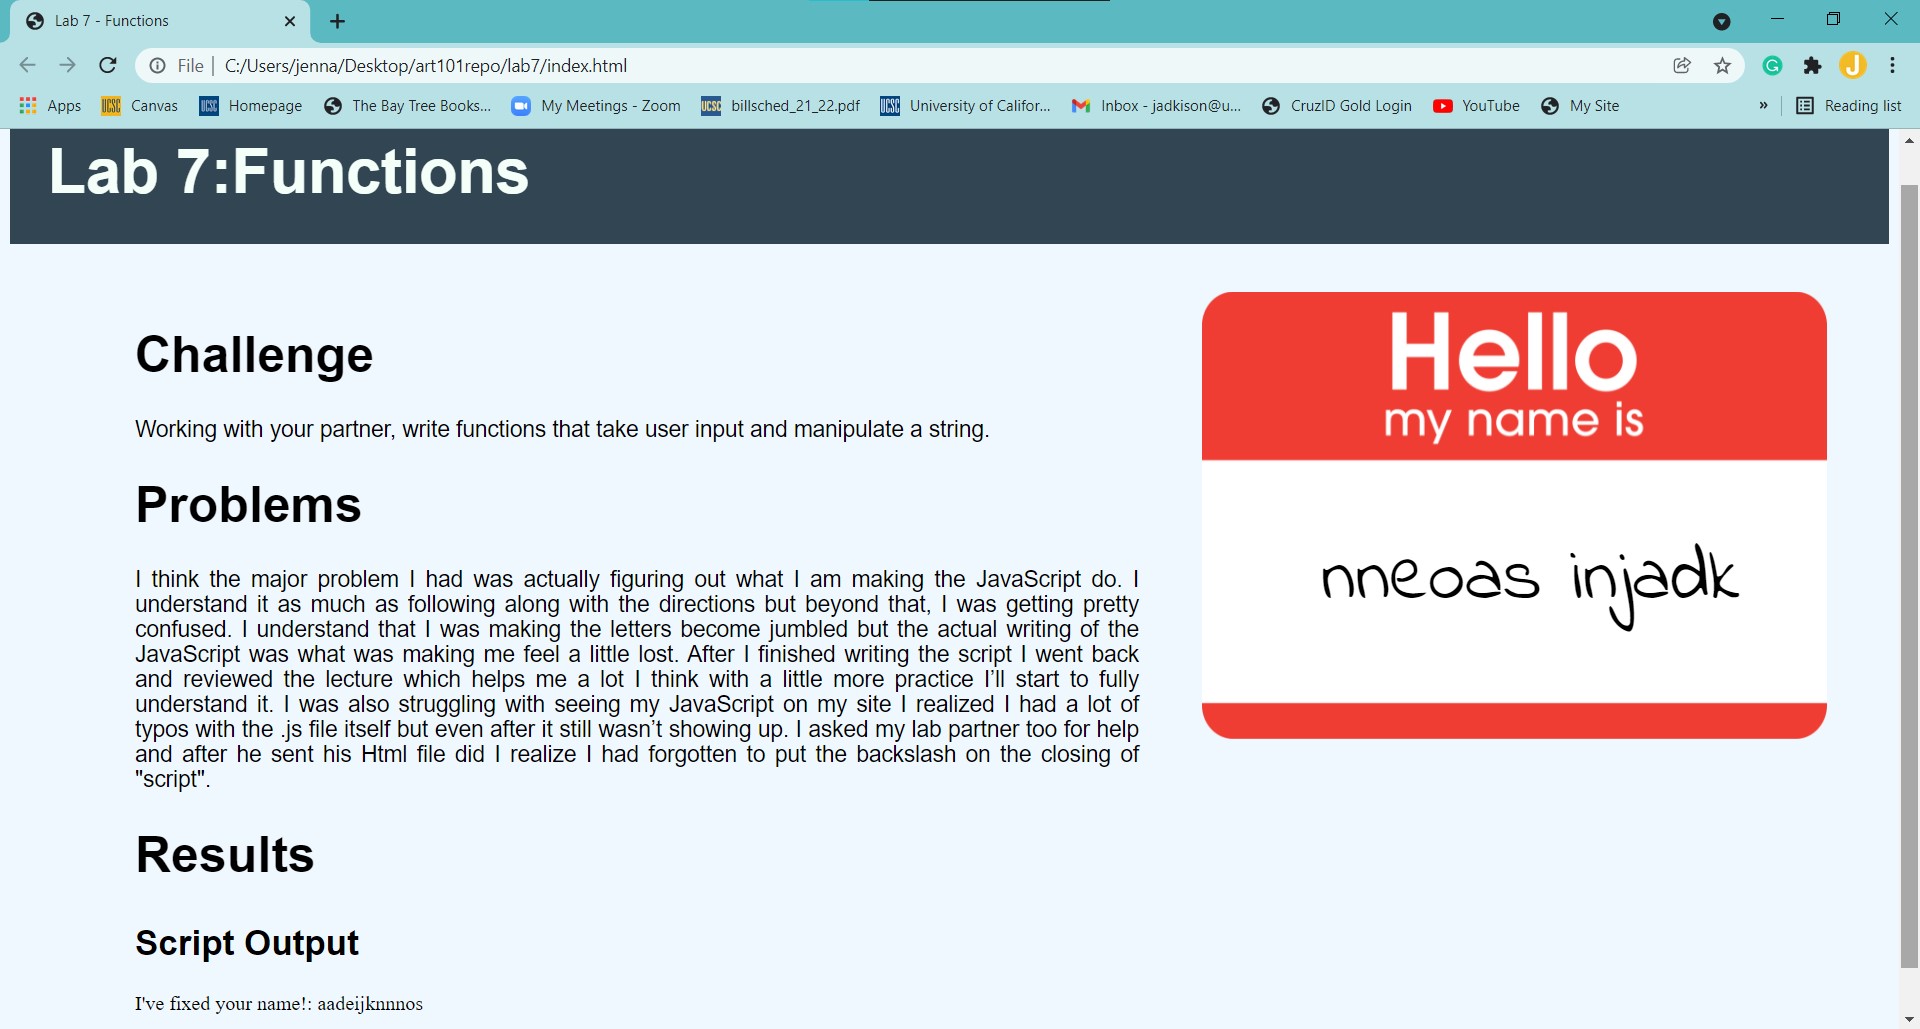 Lab 7 - Functions
File | C:/Users/jenna/Desktop/art101repo/lab7/index.html
J
Apps UCSC Canvas UCSC Homepage The Bay Tree Books... My Meetings - Zoom UCSC billsched_21_22.pdf UCSC University of Califor... Inbox - jadkison@u... CruzID Gold Login YouTube My Site » Reading list
Lab 7:Functions
Challenge
Working with your partner, write functions that take user input and manipulate a string.
Problems
I think the major problem I had was actually figuring out what I am making the JavaScript do. I
understand it as much as following along with the directions but beyond that, I was getting pretty
confused. I understand that I was making the letters become jumbled but the actual writing of the
JavaScript was what was making me feel a little lost. After I finished writing the script I went back
and reviewed the lecture which helps me a lot I think with a little more practice I’ll start to fully
understand it. I was also struggling with seeing my JavaScript on my site I realized I had a lot of
typos with the .js file itself but even after it still wasn’t showing up. I asked my lab partner too for help
and after he sent his Html file did I realize I had forgotten to put the backslash on the closing of
"script".
Results
Script Output
I've fixed your name!: aadeijknnnos
Hello
my name is
nneoas injadk